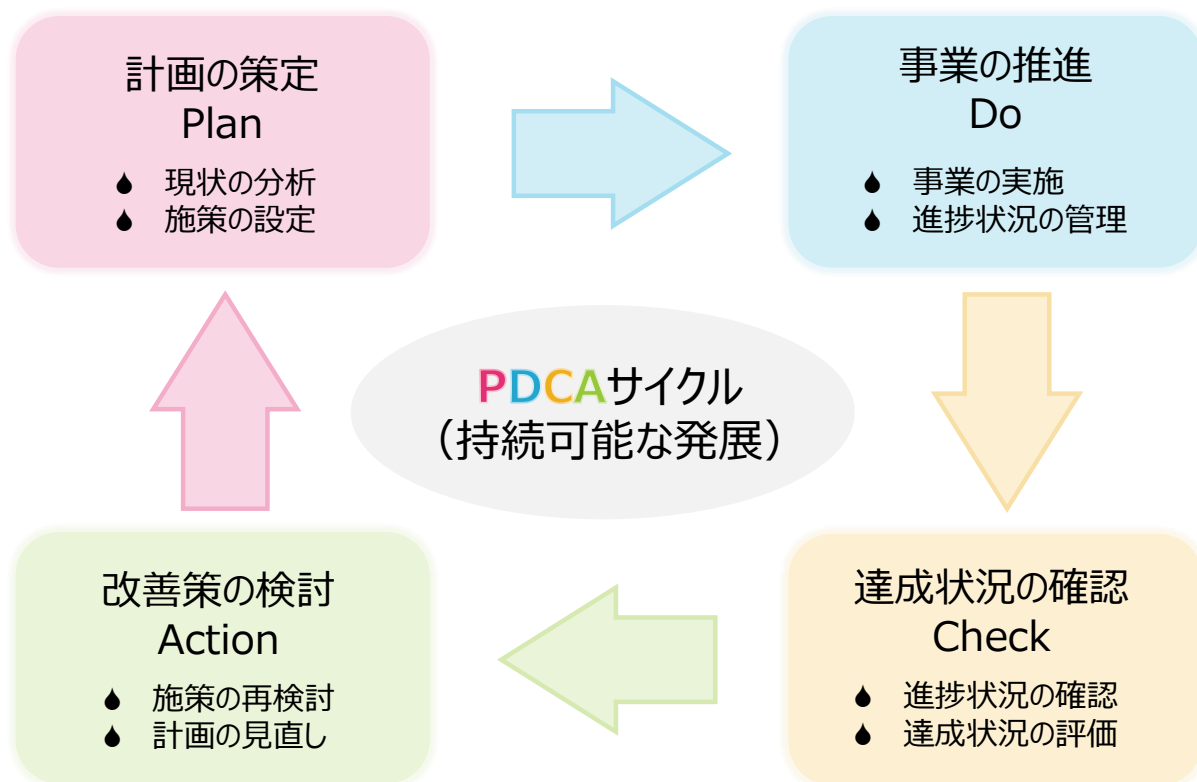 計画の策定
Plan
現状の分析
施策の設定
事業の推進
Do
事業の実施
進捗状況の管理
PDCAサイクル
（持続可能な発展）
改善策の検討
Action
施策の再検討
計画の見直し
達成状況の確認
Check
進捗状況の確認
達成状況の評価